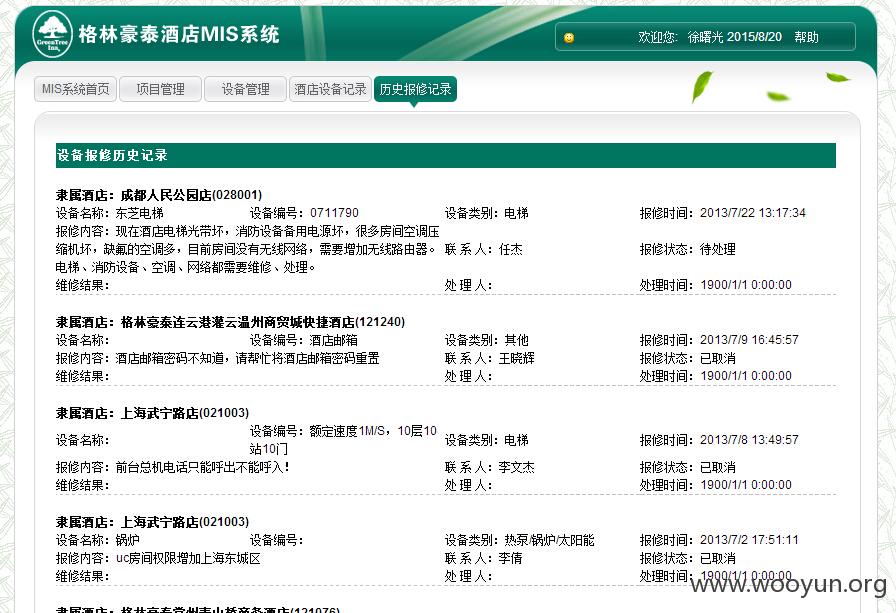 GreenTree Inn 格林豪泰酒店MIS系统
欢迎您: 徐曙光 2015/8/20 帮助
MIS系统首页 项目管理 设备管理 酒店设备记录 历史报修记录
设备报修历史记录
隶属酒店：成都人民公园店(028001)
设备名称：东芝电梯 设备编号：0711790 设备类别：电梯 报修时间：2013/7/22 13:17:34
报修内容：现在酒店电梯光带坏，消防设备备用电源坏，很多房间空调压
缩机坏，缺氟的空调多，目前房间没有无线网络，需要增加无线路由器。 联 系 人：任杰 报修状态：待处理
电梯、消防设备、空调、网络都需要维修、处理。
维修结果： 处 理 人： 处理时间：1900/1/1 0:00:00
隶属酒店：格林豪泰连云港灌云温州商贸城快捷酒店(121240)
设备名称： 设备编号：酒店邮箱 设备类别：其他 报修时间：2013/7/9 16:45:57
报修内容：酒店邮箱密码不知道，请帮忙将酒店邮箱密码重置 联 系 人：王晓辉 报修状态：已取消
维修结果： 处 理 人： 处理时间：1900/1/1 0:00:00
隶属酒店：上海武宁路店(021003)
设备名称： 设备编号：额定速度1M/S，10层10 设备类别：电梯 报修时间：2013/7/8 13:49:57
站10门
报修内容：前台总机电话只能呼出不能呼入！ 联 系 人：李文杰 报修状态：已取消
维修结果： 处 理 人： 处理时间：1900/1/1 0:00:00
隶属酒店：上海武宁路店(021003)
设备名称：锅炉 设备编号： 设备类别：热泵/锅炉/太阳能 报修时间：2013/7/2 17:51:11
报修内容：uc房间权限增加上海东城区 联 系 人：李倩 报修状态：已取消
维修结果： 处 理 人： 处理时间：1900/1/1 0:00:00
www.wooyun.org